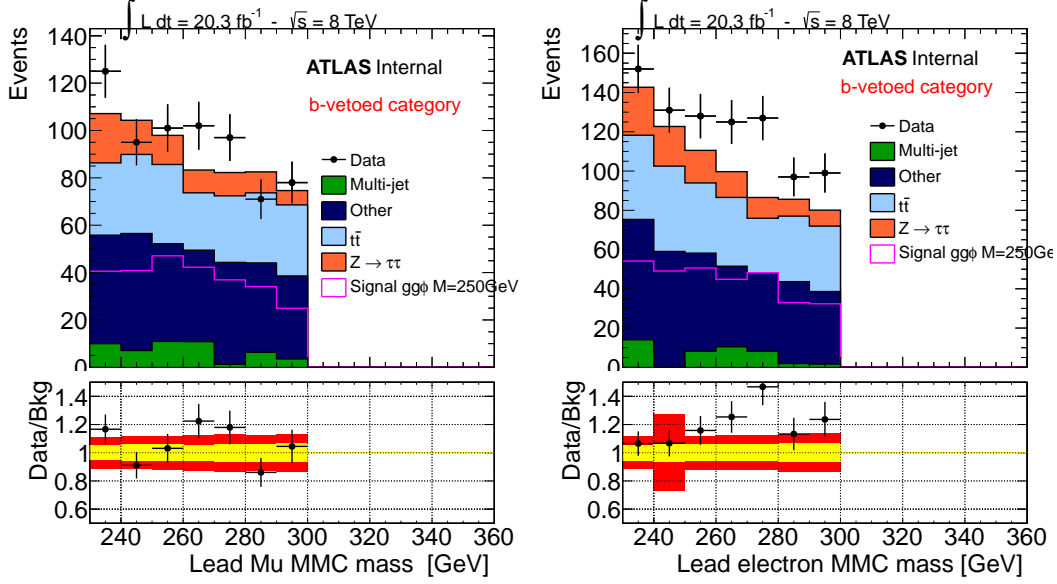 ∫ L dt = 20.3 fb⁻¹ - √s = 8 TeV
Events
140
120
100
80
60
40
20
0
ATLAS Internal
b-vetoed category
Data
Multi-jet
Other
tt̄
Z → ττ
Signal ggϕ M=250GeV
Data/Bkg
1.4
1.2
1
0.8
0.6
240 260 280 300 320 340 360
Lead Mu MMC mass [GeV]
∫ L dt = 20.3 fb⁻¹ - √s = 8 TeV
Events
160
140
120
100
80
60
40
20
0
ATLAS Internal
b-vetoed category
Data
Multi-jet
Other
tt̄
Z → ττ
Signal ggϕ M=250Ge
Data/Bkg
1.4
1.2
1
0.8
0.6
240 260 280 300 320 340 360
Lead electron MMC mass [GeV]